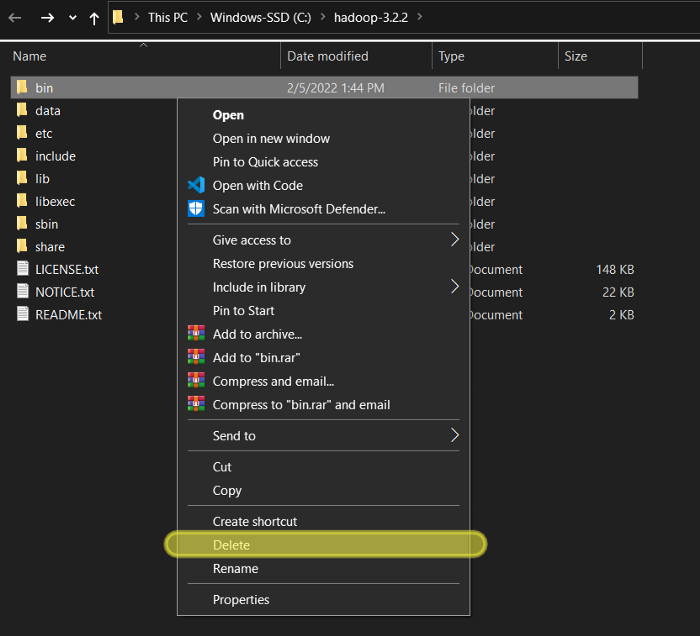 This PC > Windows-SSD (C:) > hadoop-3.2.2 >
Name Date modified Type Size
bin 2/5/2022 1:44 PM File folder
data older
etc older
include older
lib older
libexec older
sbin older
share older
LICENSE.txt Document 148 KB
NOTICE.txt Document 22 KB
README.txt Document 2 KB
Open
Open in new window
Pin to Quick access
Open with Code
Scan with Microsoft Defender...
Give access to
Restore previous versions
Include in library
Pin to Start
Add to archive...
Add to "bin.rar"
Compress and email...
Compress to "bin.rar" and email
Send to
Cut
Copy
Create shortcut
Delete
Rename
Properties